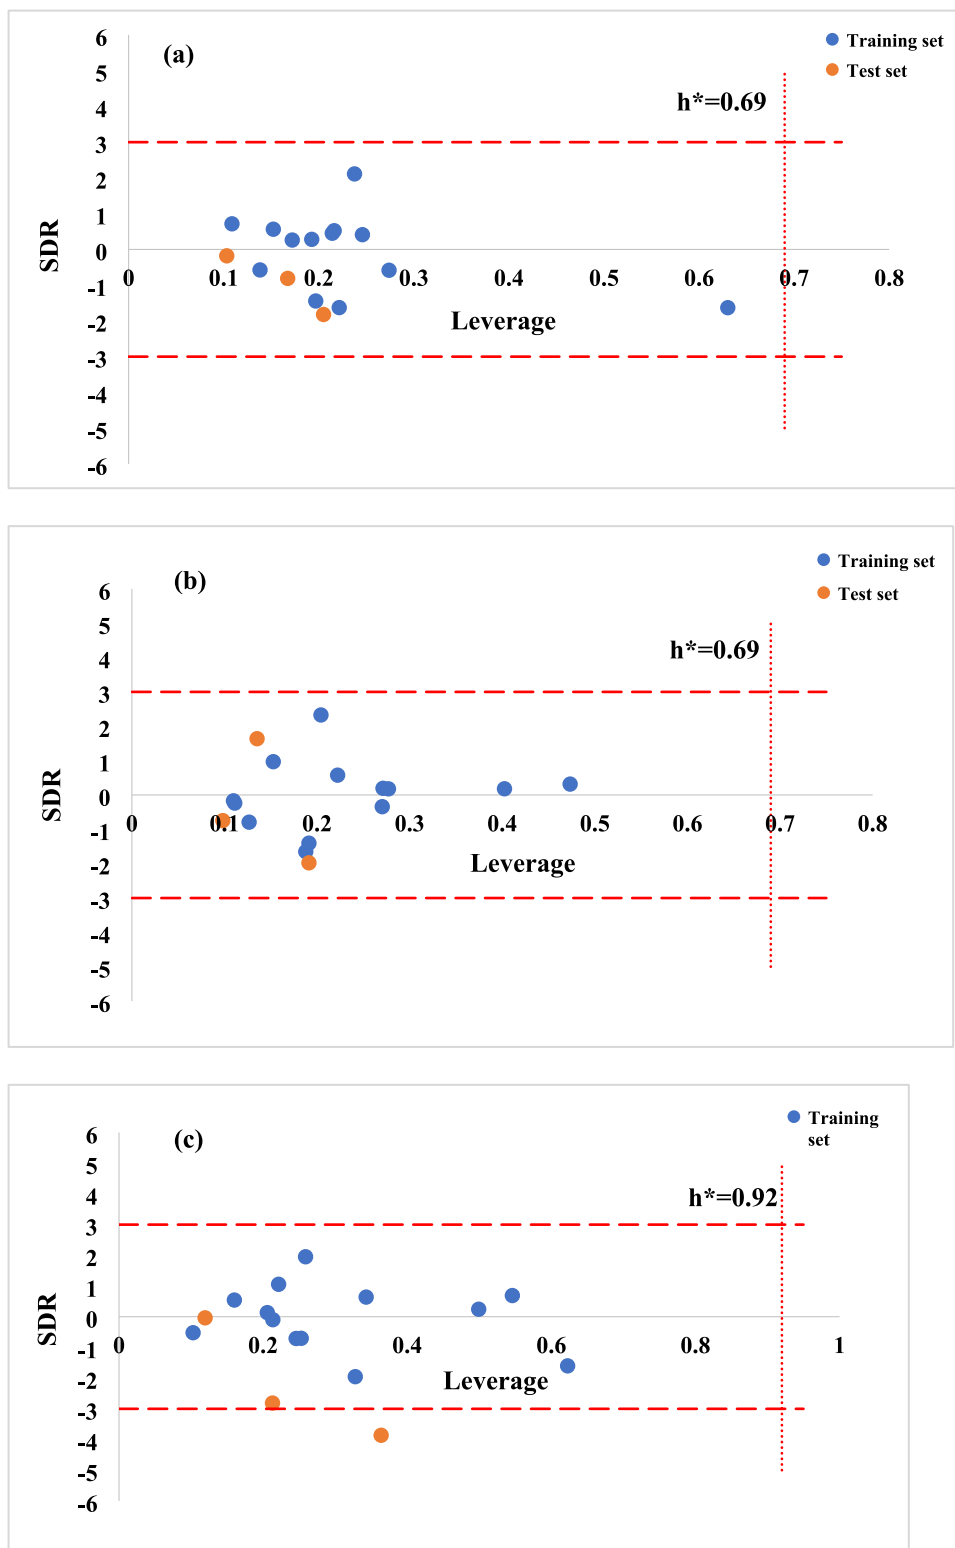 6
(a)
Training set
5
Test set
4
h*=0.69
3
2
1
SDR
0
0 0.1 0.2 0.3 0.4 0.5 0.6 0.7 0.8
-1
Leverage
-2
-3
-4
-5
-6
(b)
Training set
6
Test set
5
4
h*=0.69
3
2
1
SDR
0
0 0.1 0.2 0.3 0.4 0.5 0.6 0.7 0.8
-1
Leverage
-2
-3
-4
-5
-6
Training
set
6
(c)
5
4
h*=0.92
3
2
1
SDR
0
0 0.2 0.4 0.6 0.8 1
-1
Leverage
-2
-3
-4
-5
-6